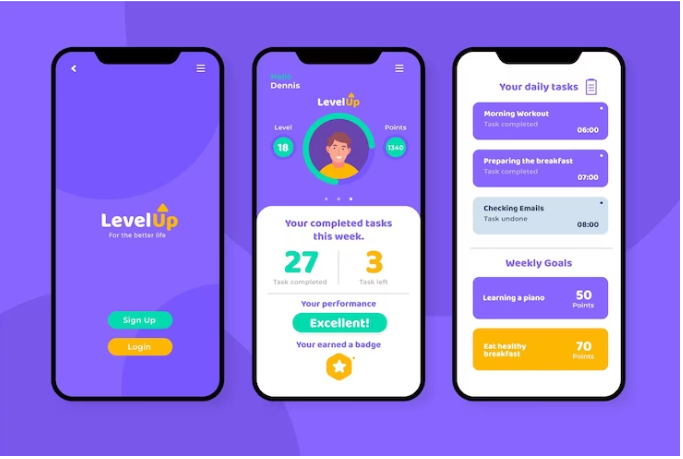 LevelUp
For the better life
Sign Up
Login
Hello
Dennis
LevelUp
Level
18
Points
1340
Your completed tasks
this week.
27
Task completed
3
Task left
Your performance
Excellent!
Your earned a badge
Your daily tasks
Morning Workout
Task completed
06:00
Preparing the breakfast
Task completed
07:00
Checking Emails
Task undone
08:00
Weekly Goals
Learning a piano
50
Points
Eat healthy
breakfast
70
Points